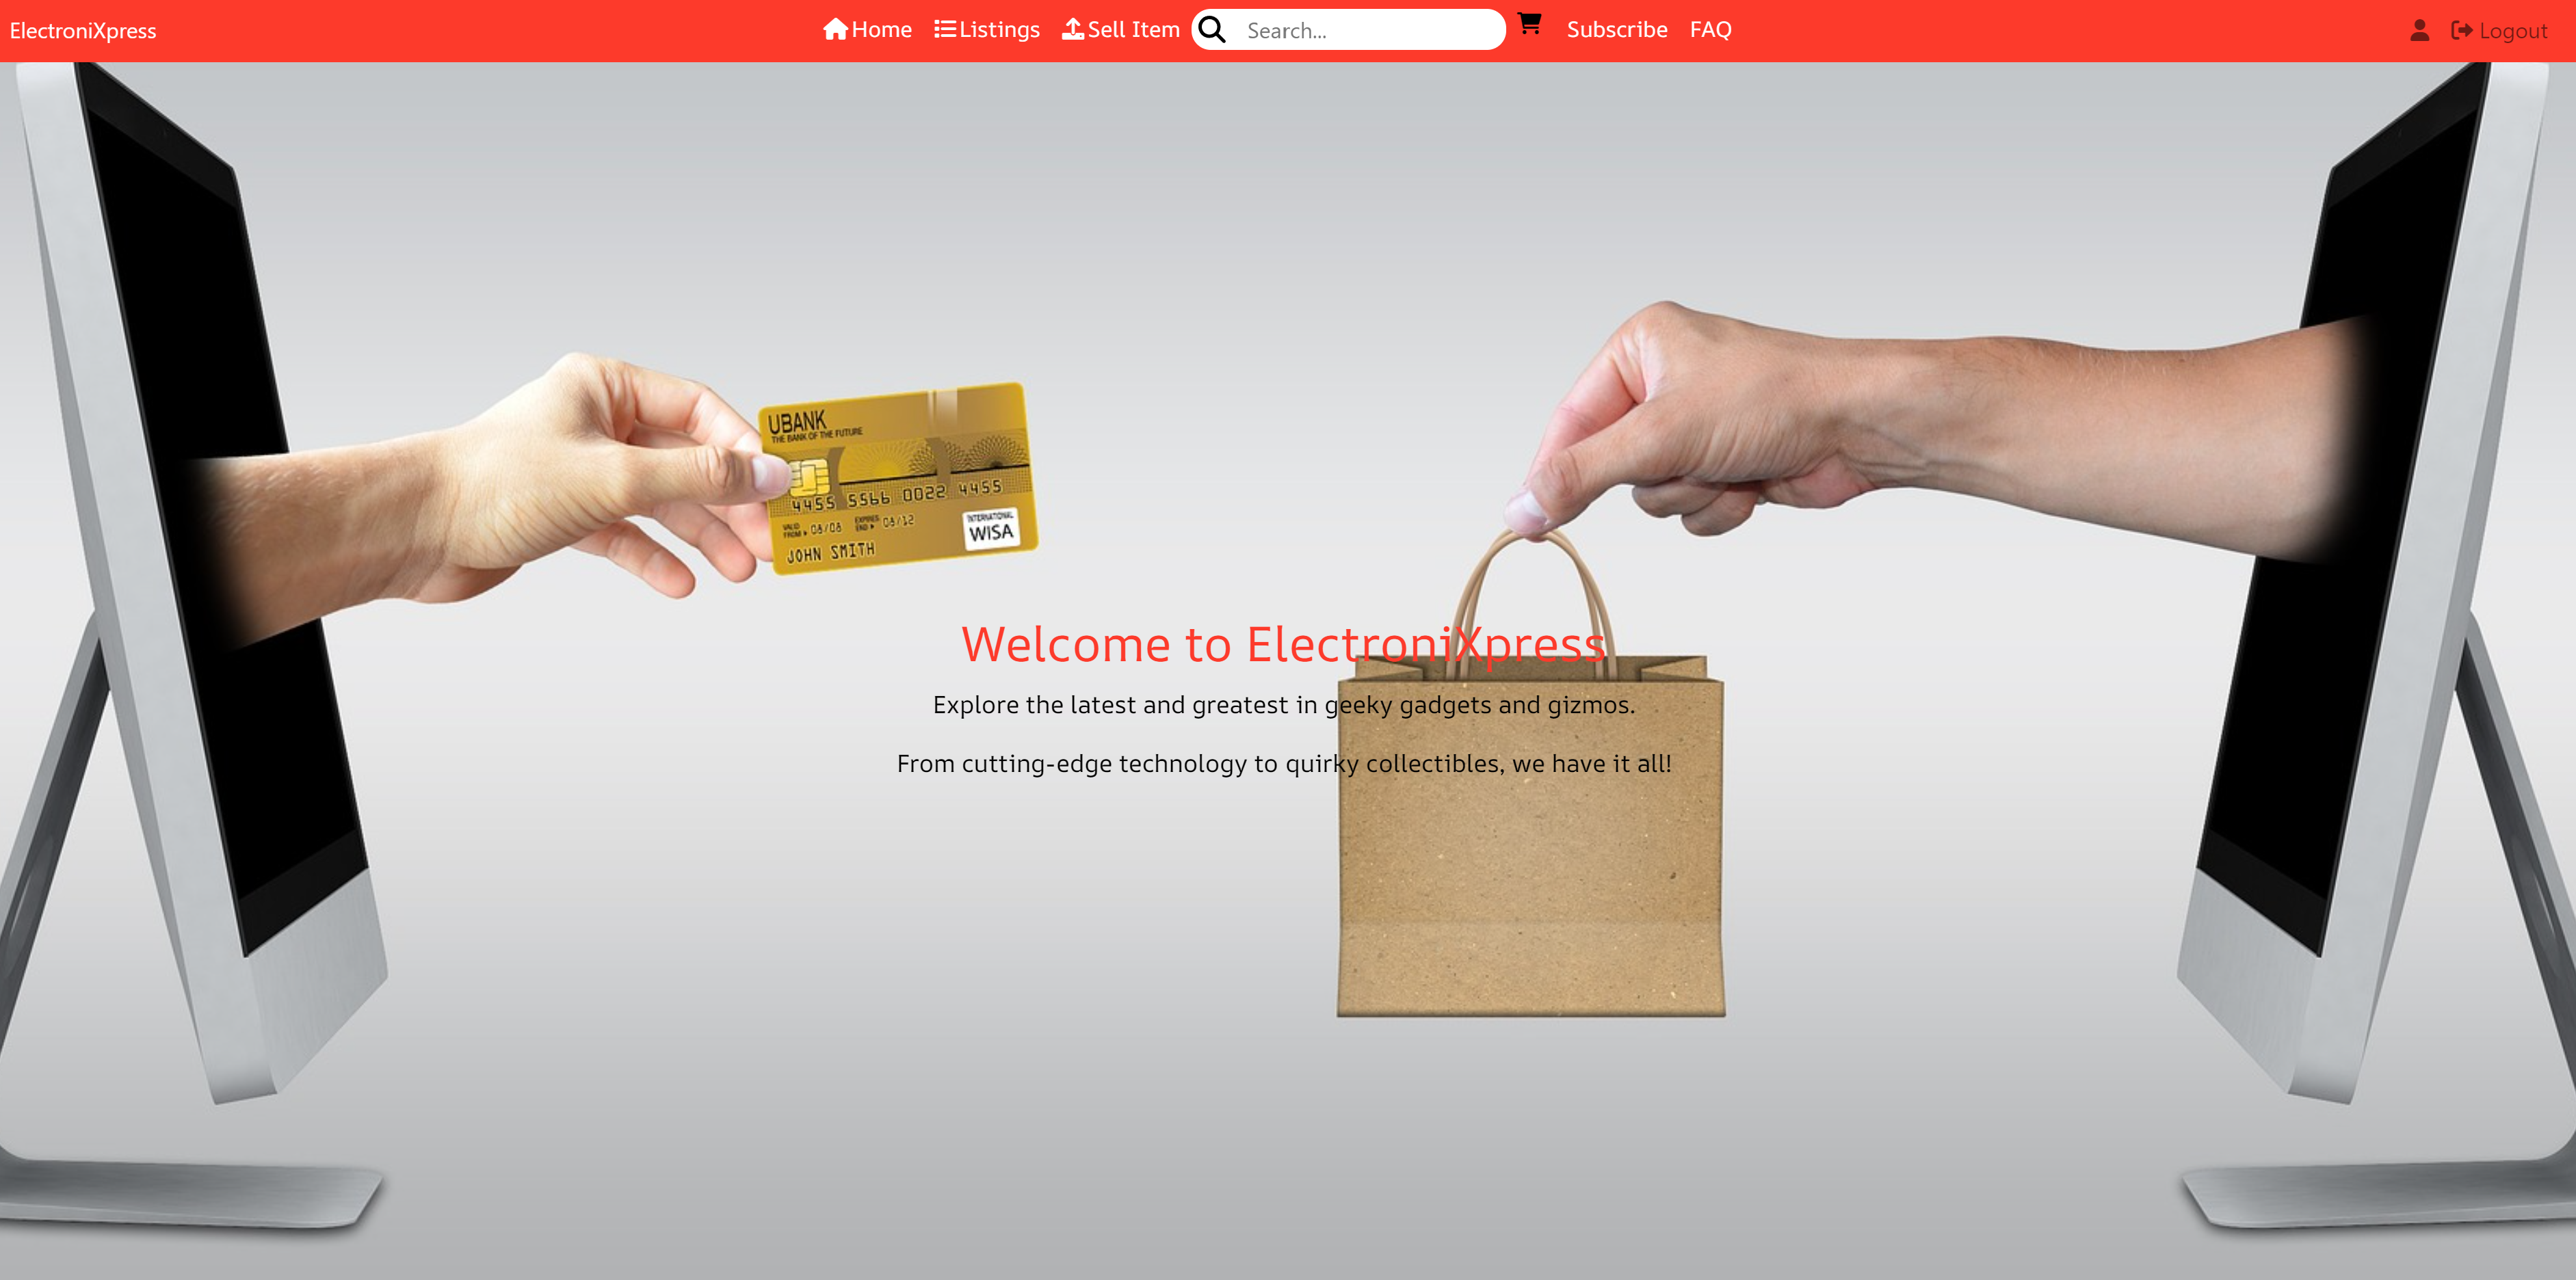 ElectroniXpress
Home Listings Sell Item Search... Subscribe FAQ Logout
UBANK
THE BANK OF THE FUTURE
4455 5566 0022 4455
VALID FROM 08/08 EXPIRES END 08/12
JOHN SMITH
INTERNATIONAL
WISA
Welcome to ElectroniXpress
Explore the latest and greatest in geeky gadgets and gizmos.
From cutting-edge technology to quirky collectibles, we have it all!